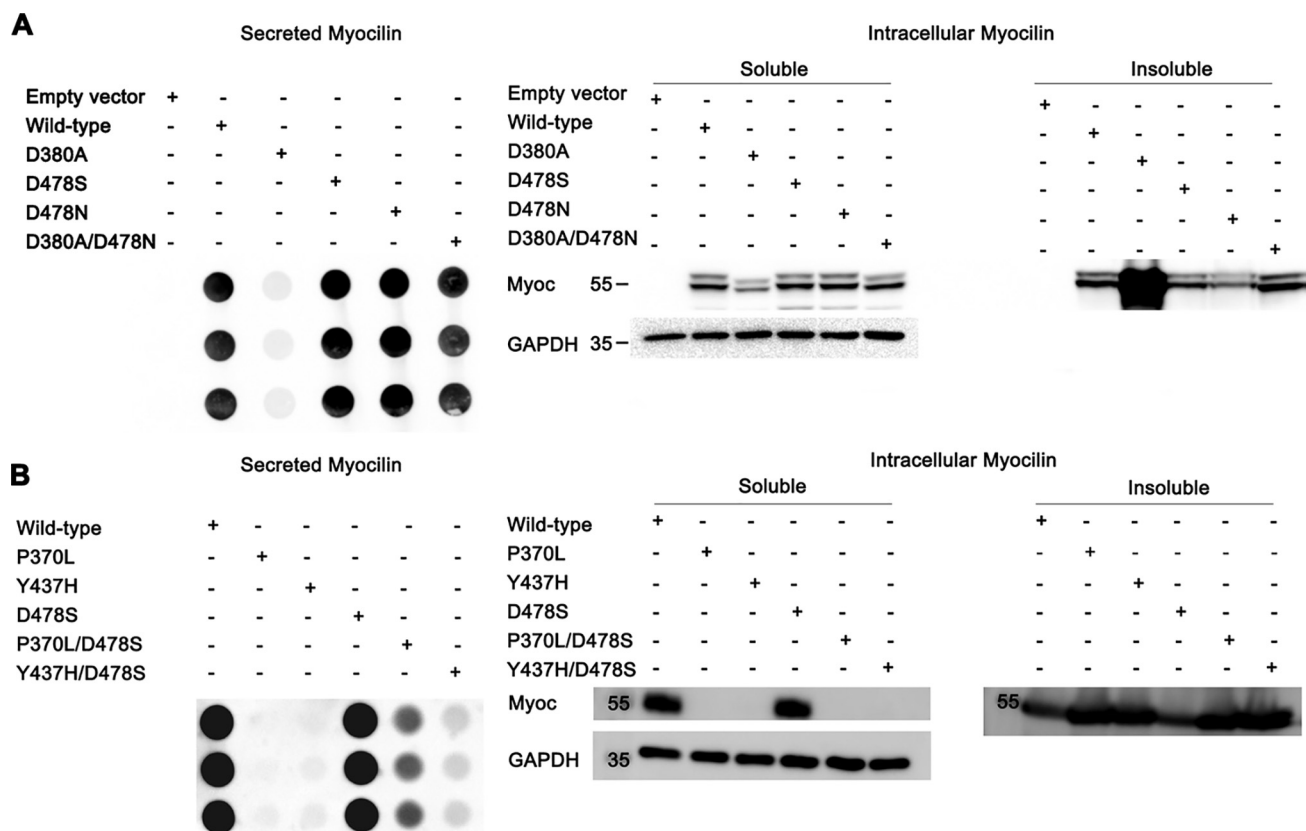 A
Secreted Myocilin
Intracellular Myocilin
Soluble
Insoluble
Empty vector + - - - - -
Wild-type - + - - - -
D380A - - + - - -
D478S - - - + - -
D478N - - - - + -
D380A/D478N - - - - - +
Empty vector + - - - - - + - - - - -
Wild-type - + - - - - - + - - - -
D380A - - + - - - - - + - - -
D478S - - - + - - - - - + - -
D478N - - - - + - - - - - + -
D380A/D478N - - - - - + - - - - - +
Myoc 55 –
GAPDH 35 –
B
Secreted Myocilin
Intracellular Myocilin
Soluble
Insoluble
Wild-type + - - - - -
P370L - + - - - -
Y437H - - + - - -
D478S - - - + - -
P370L/D478S - - - - + -
Y437H/D478S - - - - - +
Wild-type + - - - - - + - - - - -
P370L - + - - - - - + - - - -
Y437H - - + - - - - - + - - -
D478S - - - + - - - - - + - -
P370L/D478S - - - - + - - - - - + -
Y437H/D478S - - - - - + - - - - - +
Myoc 55 55
GAPDH 35